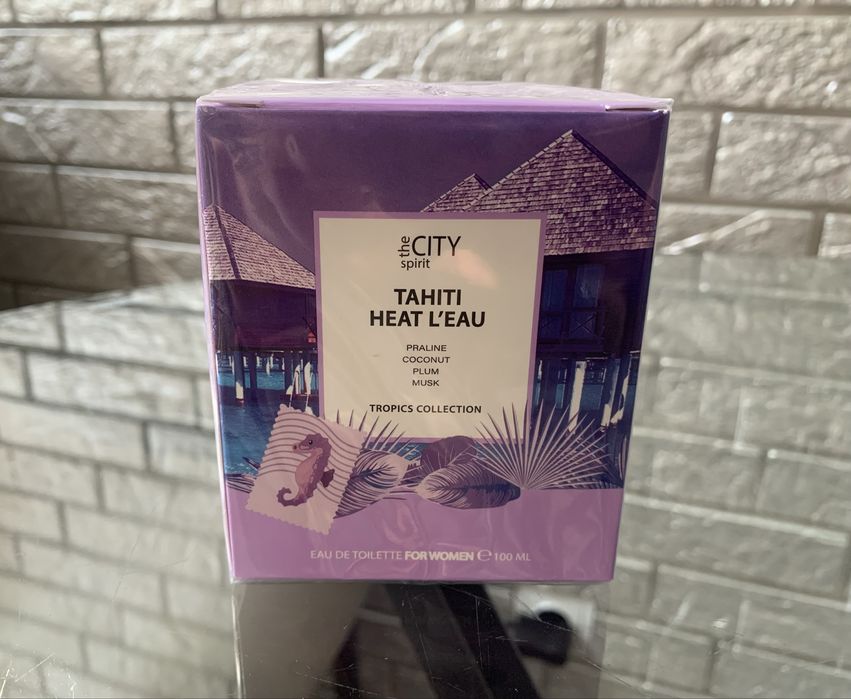 the CITY
spirit
TAHITI
HEAT L'EAU
PRALINE
COCONUT
PLUM
MUSK
TROPICS COLLECTION
EAU DE TOILETTE FOR WOMEN ℮ 100 ML